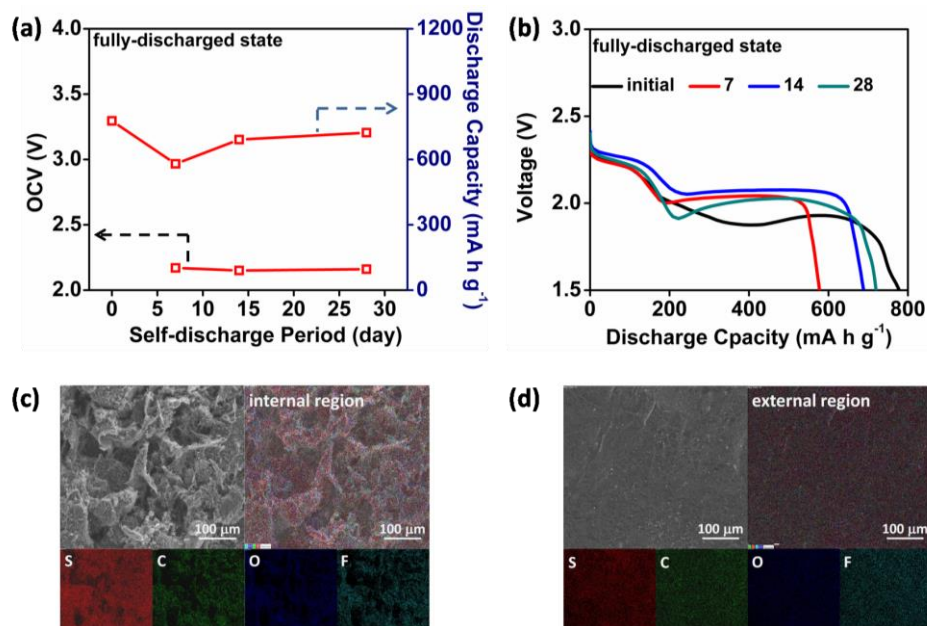 (a)
fully-discharged state
4.0
3.5
3.0
2.5
2.0
OCV (V)
0 5 10 15 20 25 30
Self-discharge Period (day)
1200
900
600
300
0
Discharge Capacity (mA h g⁻¹)
(b)
fully-discharged state
initial 7 14 28
3.0
2.5
2.0
1.5
Voltage (V)
0 200 400 600 800
Discharge Cpacity (mA h g⁻¹)
(c)
internal region
100 μm 100 μm
S C O F
(d)
external region
100 μm 100 μm
S C O F